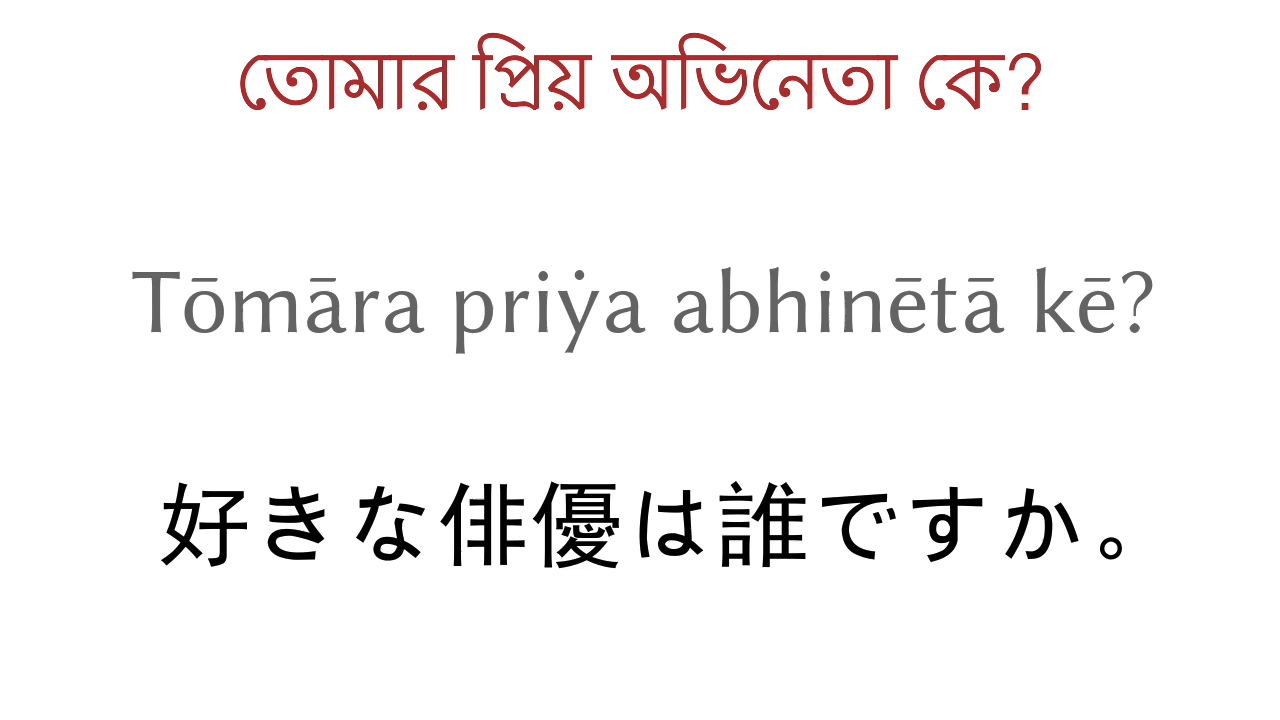 তোমার প্রিয় অভিনেতা কে?
Tōmāra priẏa abhinētā kē?
好きな俳優は誰ですか。